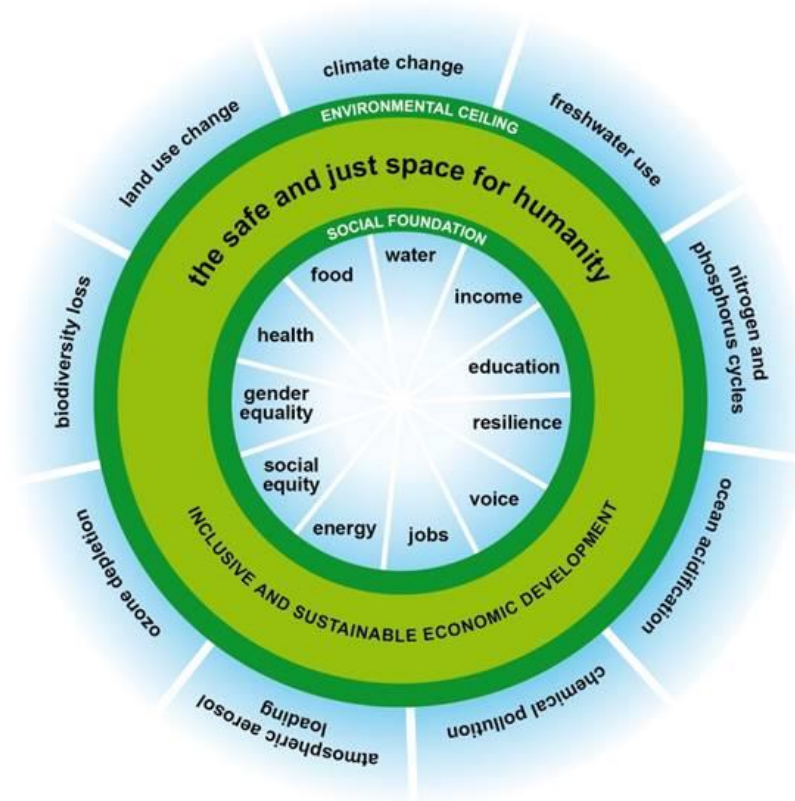 climate change
freshwater use
nitrogen and
phosphorus cycles
ocean acidification
chemical pollution
atmospheric aerosol
loading
ozone depletion
biodiversity loss
land use change
ENVIRONMENTAL CEILING
the safe and just space for humanity
SOCIAL FOUNDATION
water
income
education
resilience
voice
jobs
energy
social
equity
gender
equality
health
food
INCLUSIVE AND SUSTAINABLE ECONOMIC DEVELOPMENT